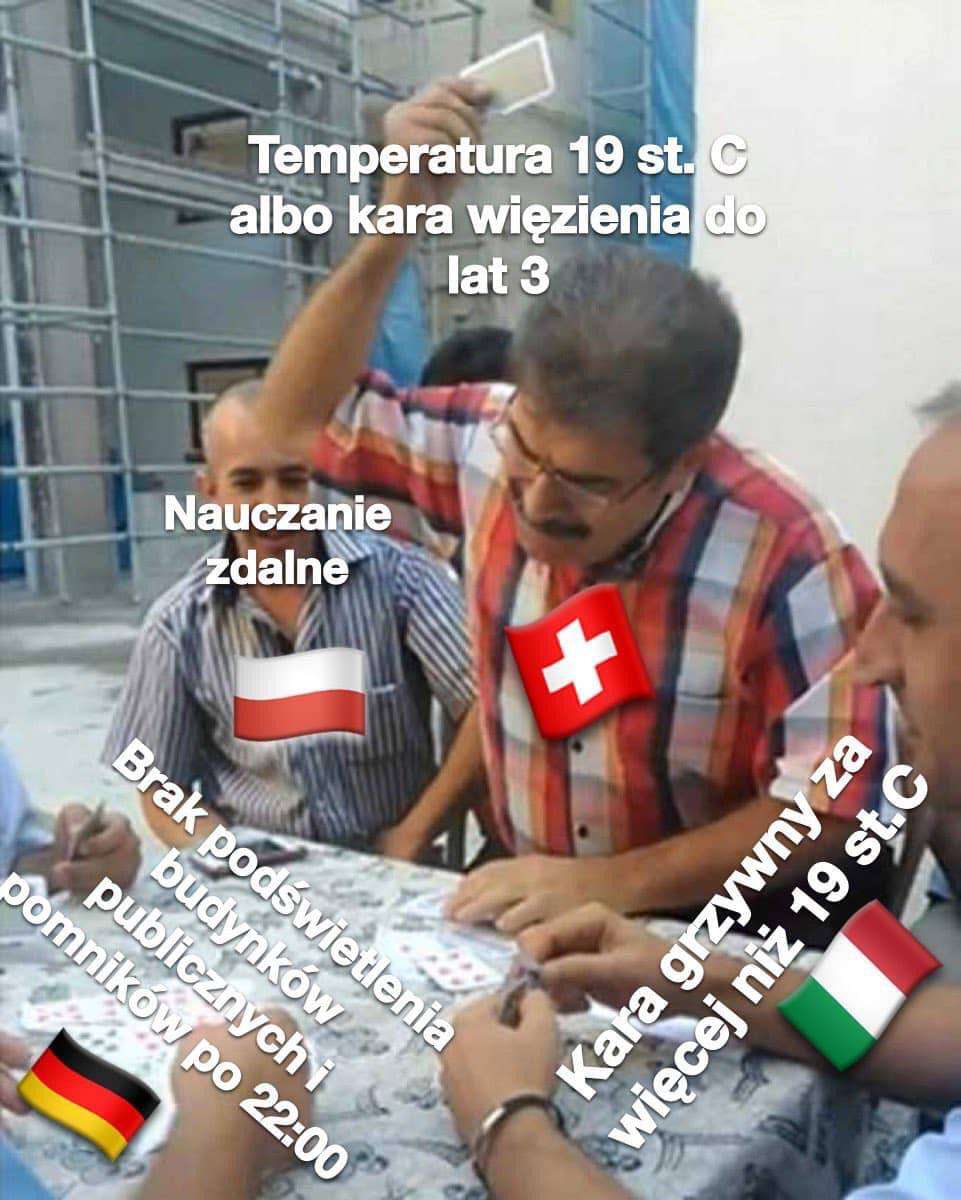 Temperatura 19 st. C
albo kara więzienia do
lat 3
Nauczanie
zdalne
Brak podświetlenia
budynków
publicznych i
pomników po 22:00
Kara grzywny za
więcej niż 19 st.C